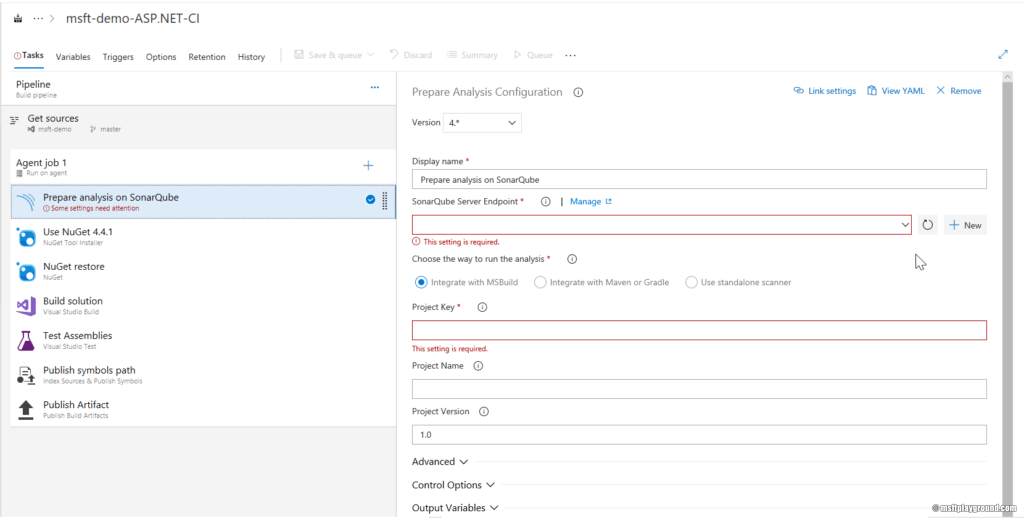 ··· > msft-demo-ASP.NET-CI
Tasks Variables Triggers Options Retention History Save & queue Discard Summary Queue ···
Pipeline ···
Build pipeline
Get sources
msft-demo master
Agent job 1 +
Run on agent
Prepare analysis on SonarQube
Some settings need attention
Use NuGet 4.4.1
NuGet Tool Installer
NuGet restore
NuGet
Build solution
Visual Studio Build
Test Assemblies
Visual Studio Test
Publish symbols path
Index Sources & Publish Symbols
Publish Artifact
Publish Build Artifacts
Prepare Analysis Configuration Link settings View YAML Remove
Version 4.*
Display name *
Prepare analysis on SonarQube
SonarQube Server Endpoint * | Manage
+ New
This setting is required.
Choose the way to run the analysis *
Integrate with MSBuild Integrate with Maven or Gradle Use standalone scanner
Project Key *
This setting is required.
Project Name
Project Version
1.0
Advanced
Control Options
Output Variables
@msftplayground.com